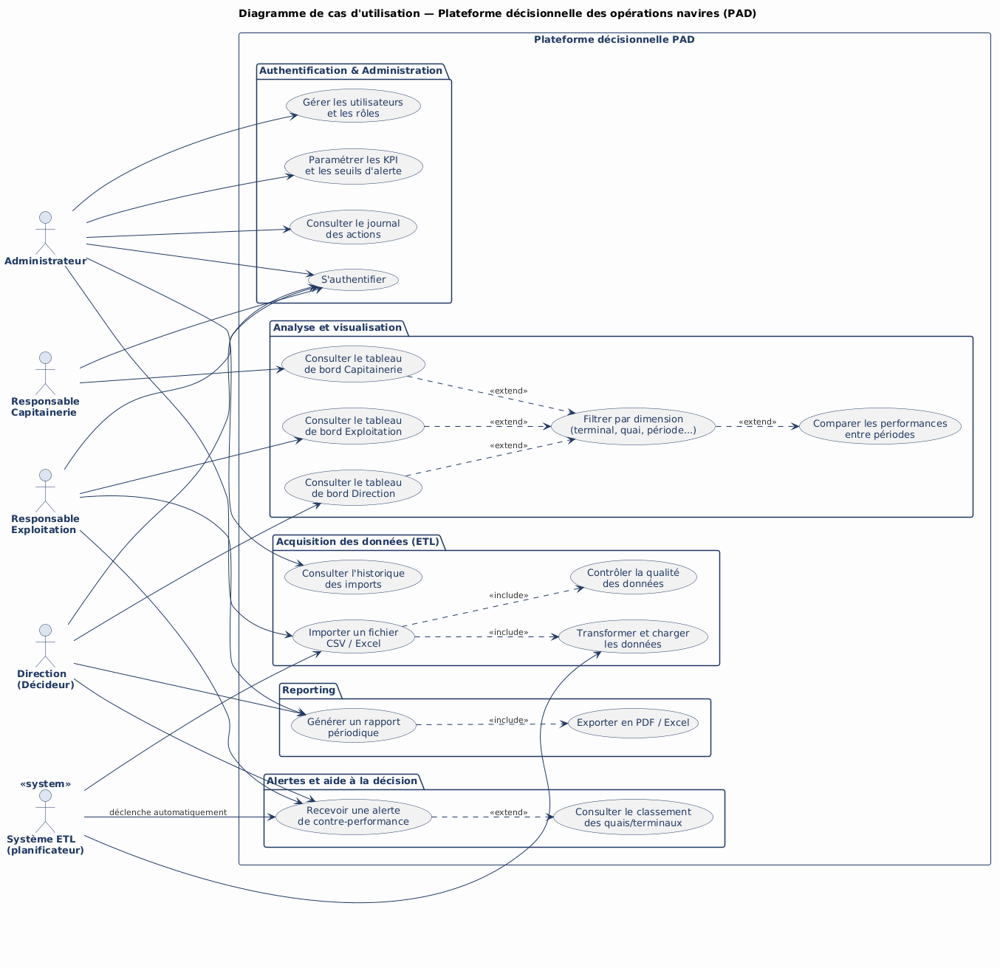 Diagramme de cas d'utilisation — Plateforme décisionnelle des opérations navires (PAD)
Plateforme décisionnelle PAD
Authentification & Administration
Gérer les utilisateurs
et les rôles
Paramétrer les KPI
et les seuils d'alerte
Consulter le journal
des actions
S'authentifier
Administrateur
Responsable
Capitainerie
Responsable
Exploitation
Direction
(Décideur)
«system»
Système ETL
(planificateur)
Analyse et visualisation
Consulter le tableau
de bord Capitainerie
Consulter le tableau
de bord Exploitation
Consulter le tableau
de bord Direction
«extend»
«extend»
«extend»
Filtrer par dimension
(terminal, quai, période...)
«extend»
Comparer les performances
entre périodes
Acquisition des données (ETL)
Consulter l'historique
des imports
Importer un fichier
CSV / Excel
«include»
«include»
Contrôler la qualité
des données
Transformer et charger
les données
Reporting
Générer un rapport
périodique
«include»
Exporter en PDF / Excel
Alertes et aide à la décision
déclenche automatiquement
Recevoir une alerte
de contre-performance
«extend»
Consulter le classement
des quais/terminaux